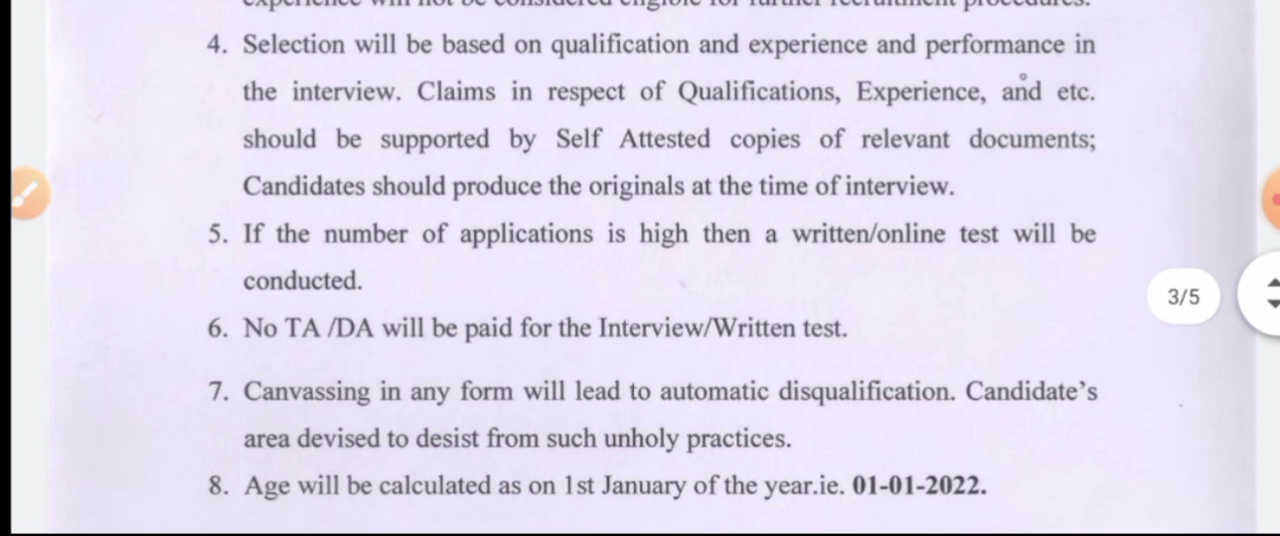 4. Selection will be based on qualification and experience and performance in
the interview. Claims in respect of Qualifications, Experience, and etc.
should be supported by Self Attested copies of relevant documents;
Candidates should produce the originals at the time of interview.
5. If the number of applications is high then a written/online test will be
conducted.
3/5
6. No TA /DA will be paid for the Interview/Written test.
7. Canvassing in any form will lead to automatic disqualification. Candidate's
area devised to desist from such unholy practices.
8. Age will be calculated as on 1st January of the year.ie. 01-01-2022.